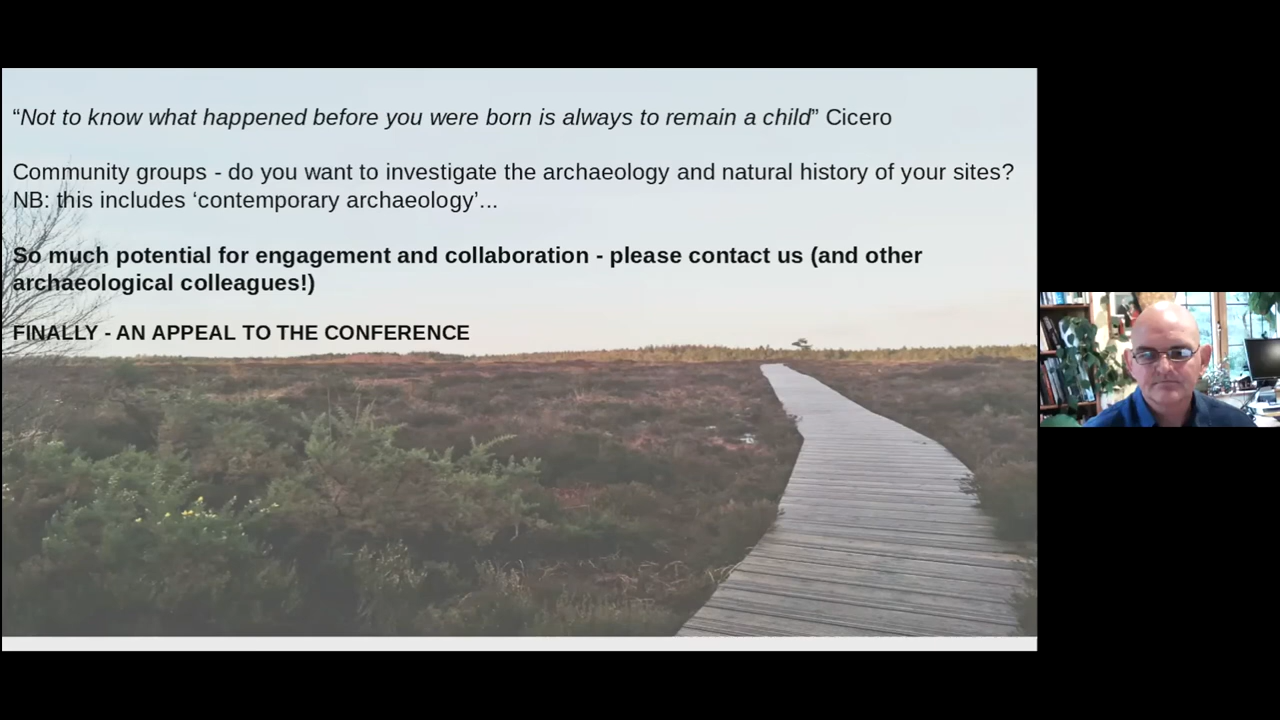 “Not to know what happened before you were born is always to remain a child” Cicero
Community groups - do you want to investigate the archaeology and natural history of your sites?
NB: this includes ‘contemporary archaeology’...
So much potential for engagement and collaboration - please contact us (and other
archaeological colleagues!)
FINALLY - AN APPEAL TO THE CONFERENCE